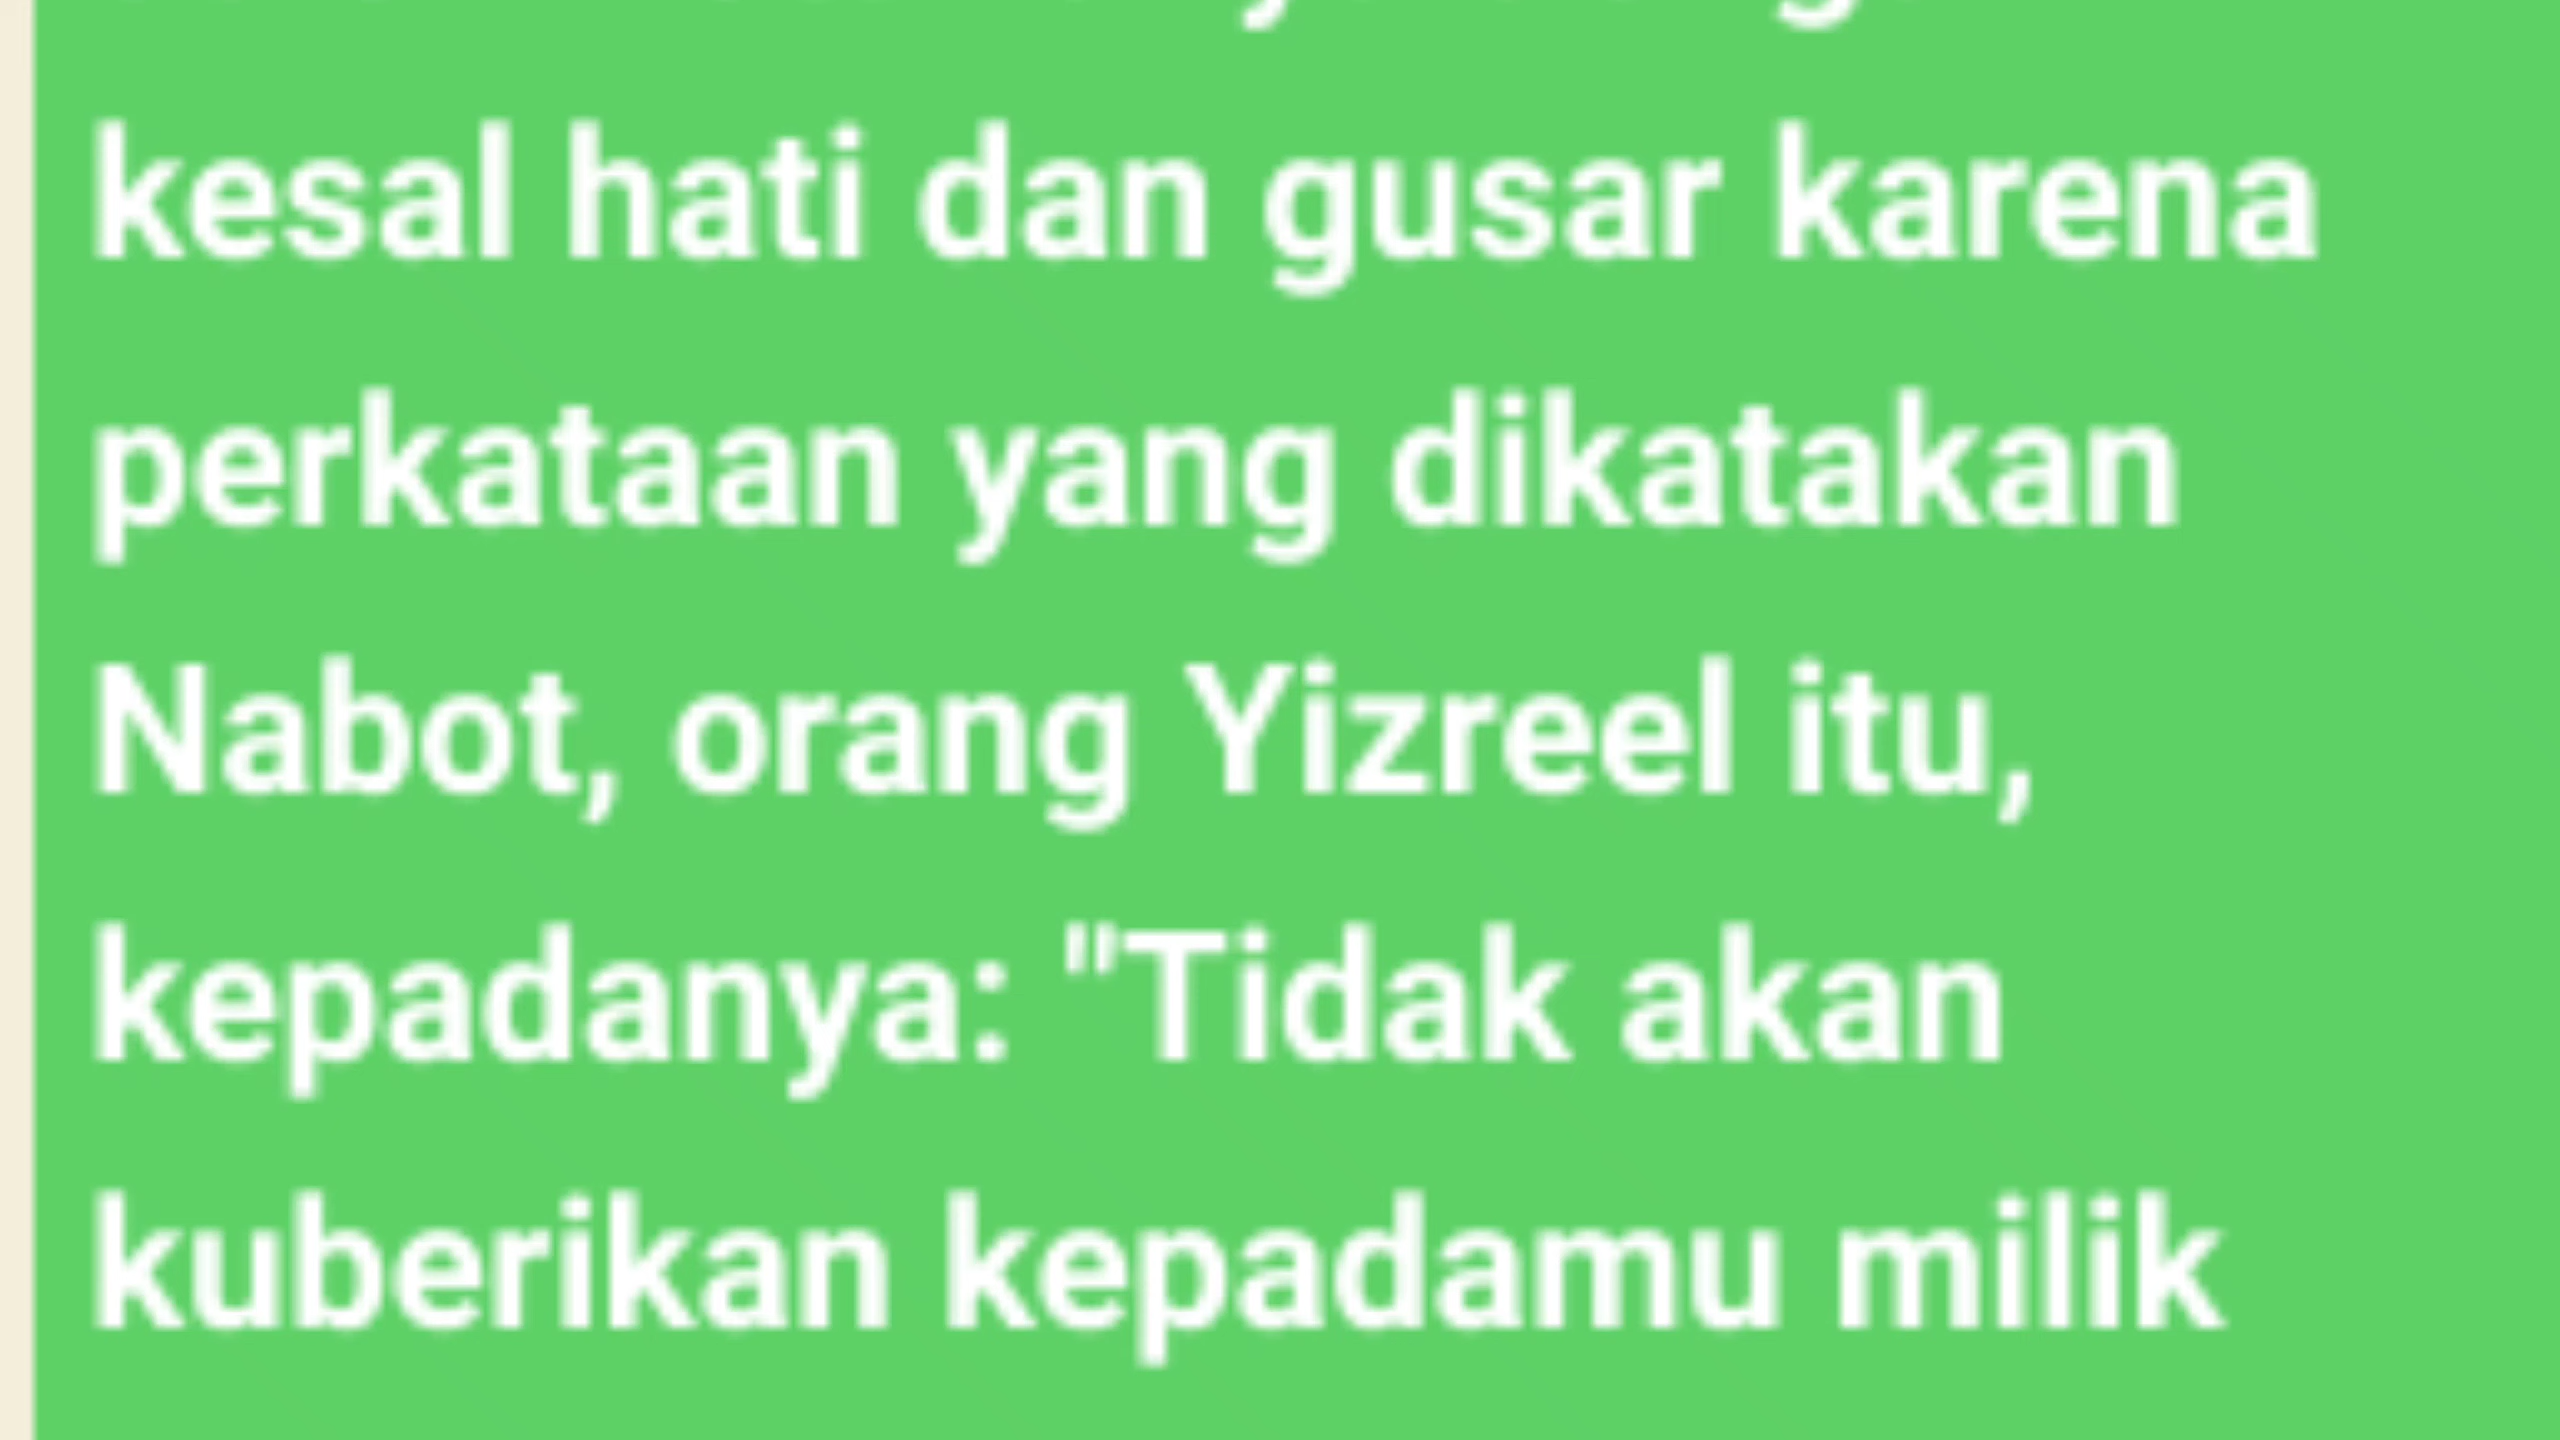 kesal hati dan gusar karena
perkataan yang dikatakan
Nabot, orang Yizreel itu,
kepadanya: "Tidak akan
kuberikan kepadamu milik